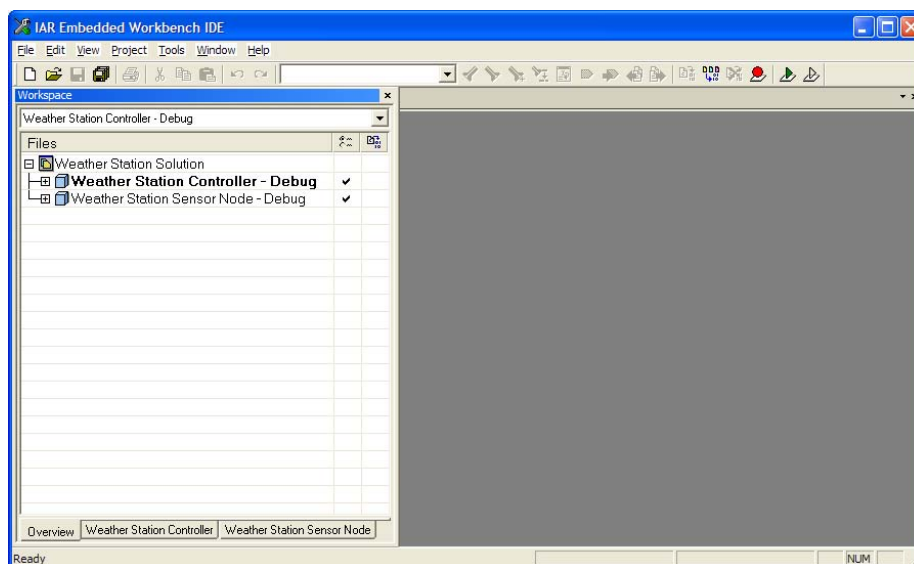 IAR Embedded Workbench IDE
File Edit View Project Tools Window Help
Workspace
Weather Station Controller - Debug
Files
Weather Station Solution
Weather Station Controller - Debug
Weather Station Sensor Node - Debug
Overview Weather Station Controller Weather Station Sensor Node
Ready NUM